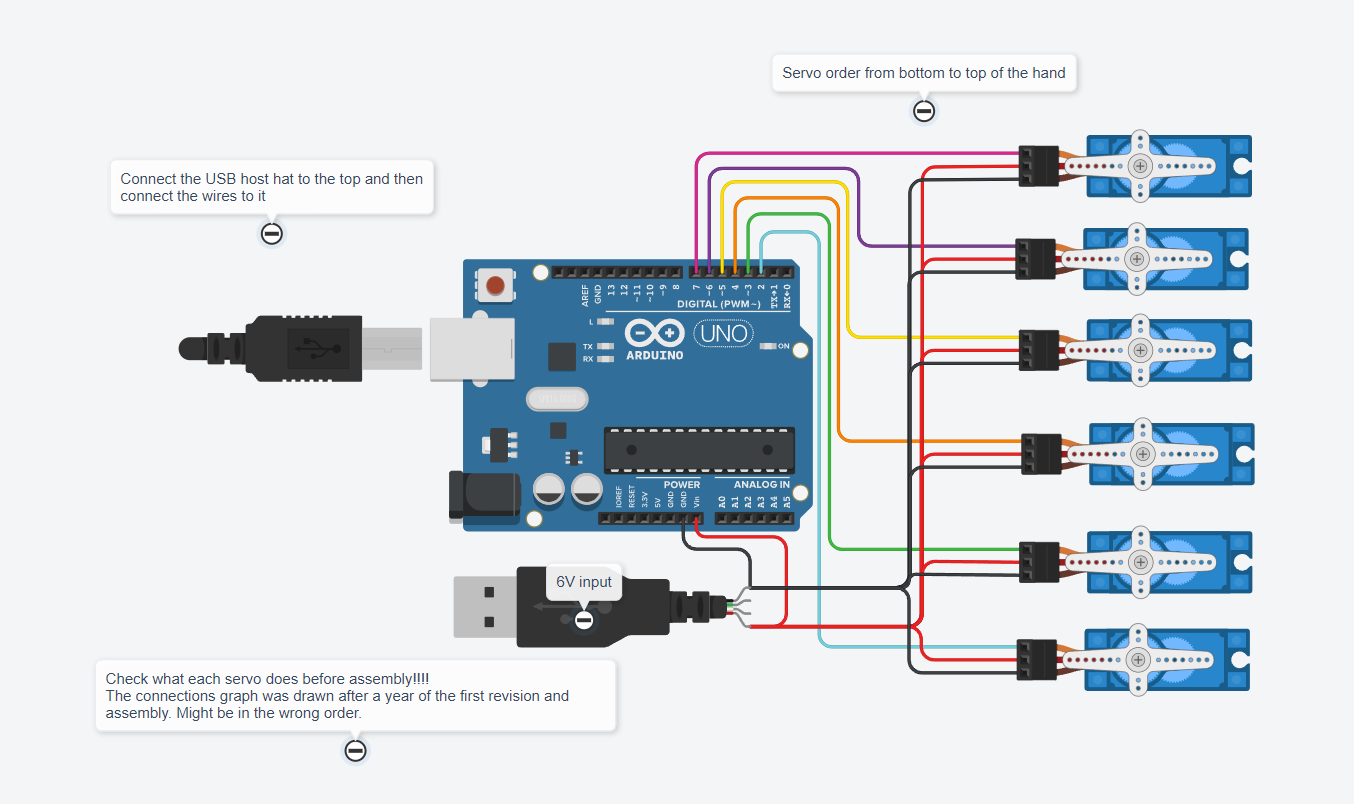 Servo order from bottom to top of the hand
Connect the USB host hat to the top and then
connect the wires to it
AREF
GND
13
12
~11
~10
~9
8
7
~6
~5
4
~3
2
TX→1
RX←0
DIGITAL (PWM~)
L
TX
RX
ARDUINO
UNO
ON
POWER
ANALOG IN
IOREF
RESET
3.3V
5V
GND
GND
Vin
A0
A1
A2
A3
A4
A5
6V input
Check what each servo does before assembly!!!!
The connections graph was drawn after a year of the first revision and
assembly. Might be in the wrong order.